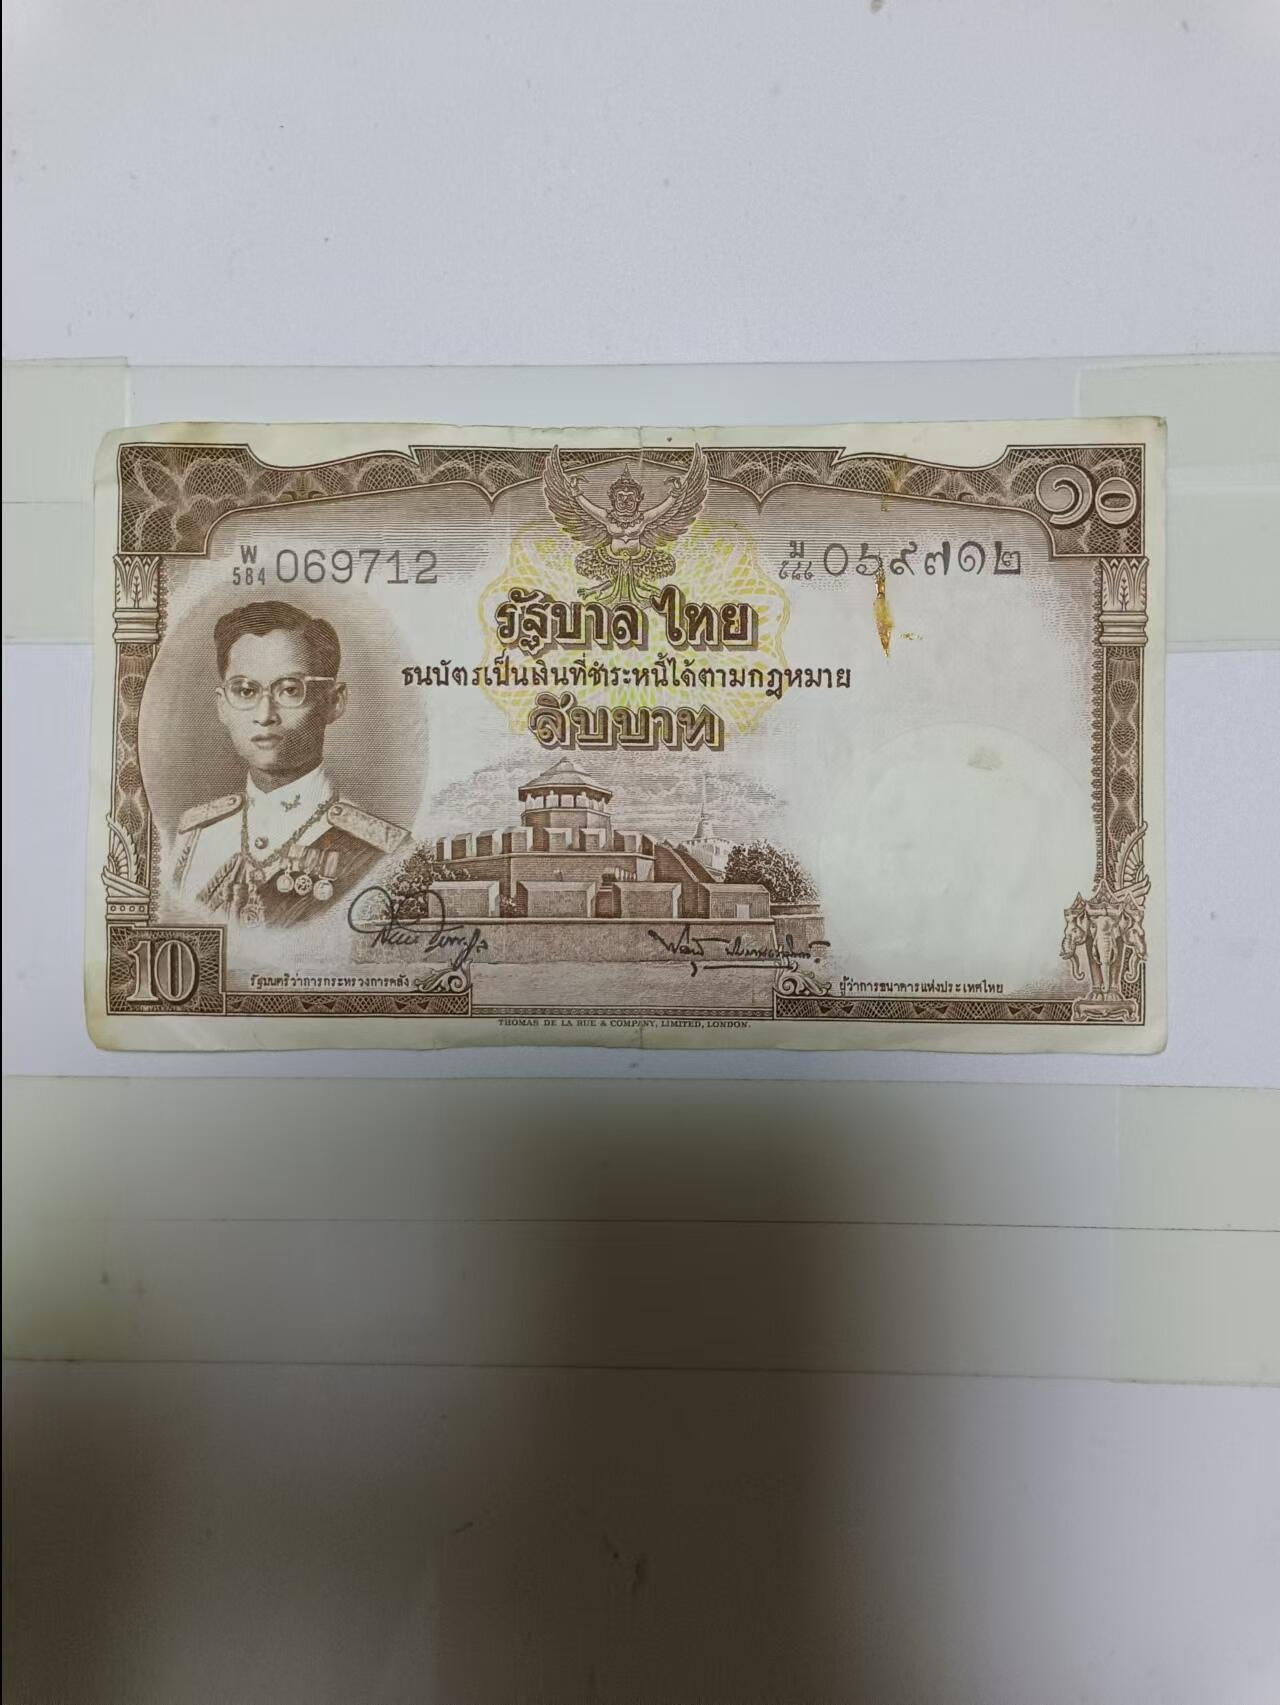 ๑๐
W/584 069712
ม/๕๘๔ ๐๖๙๗๑๒
รัฐบาลไทย
ธนบัตรเป็นเงินที่ชำระหนี้ได้ตามกฎหมาย
สิบบาท
10
รัฐมนตรีว่าการกระทรวงการคลัง
ผู้ว่าการธนาคารแห่งประเทศไทย
THOMAS DE LA RUE & COMPANY, LIMITED, LONDON.